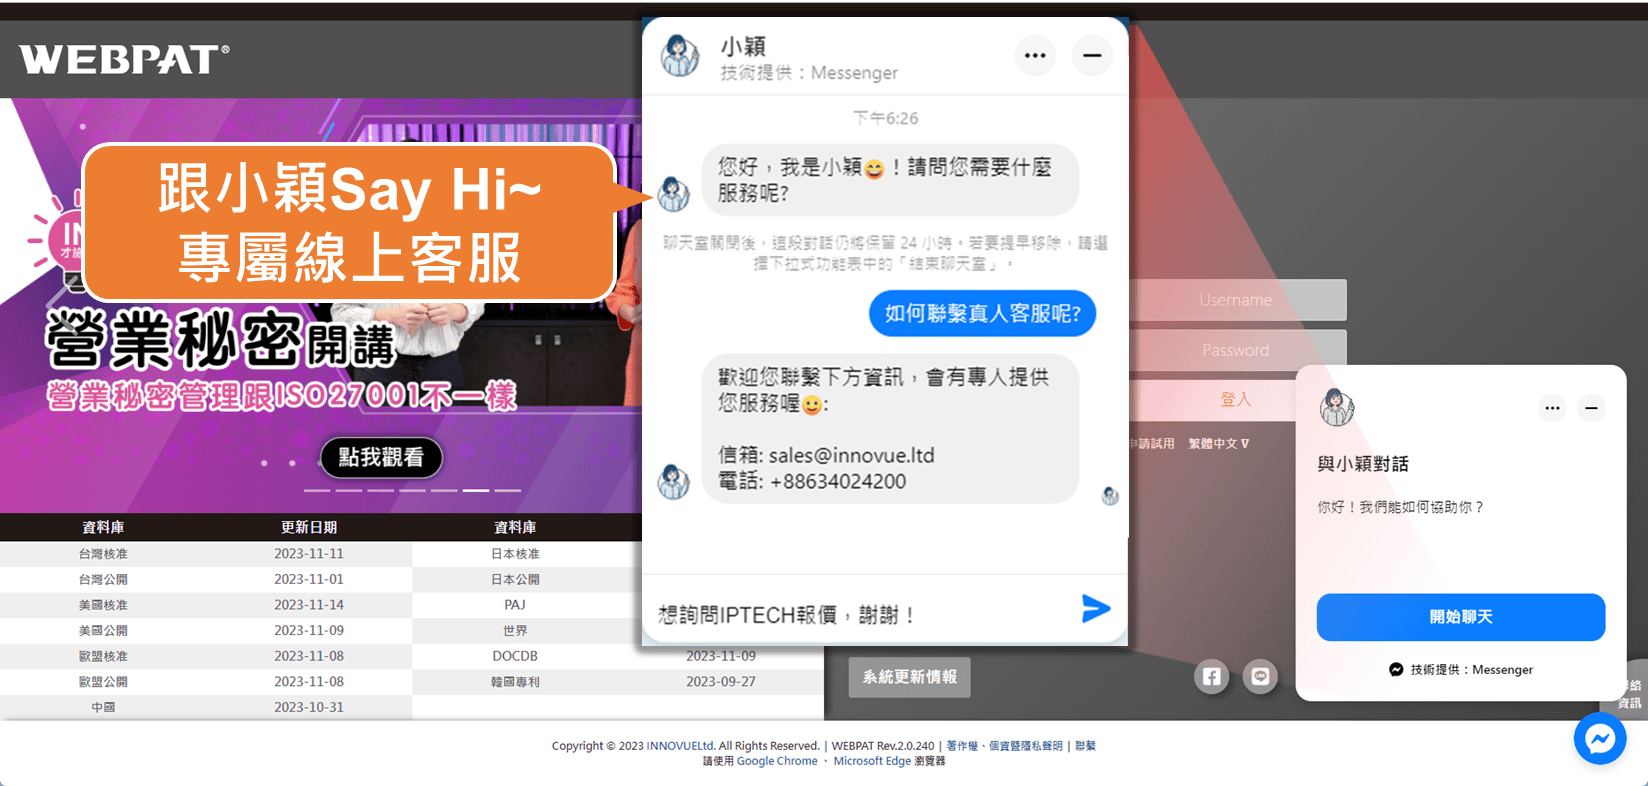 WEBPAT®
小穎
技術提供：Messenger
下午6:26
您好，我是小穎😄！請問您需要什麼
服務呢?
聊天室關閉後，這段對話仍將保留 24 小時。若要提早移除，請選
擇下拉式功能表中的「結束聊天室」。
如何聯繫真人客服呢?
歡迎您聯繫下方資訊，會有專人提供
您服務喔😀:
信箱: sales@innovue.ltd
電話: +88634024200
想詢問IPTECH報價，謝謝！
跟小穎Say Hi~
專屬線上客服
營業秘密開講
營業秘密管理跟ISO27001不一樣
點我觀看
資料庫 更新日期 資料庫
台灣核准 2023-11-11 日本核准
台灣公開 2023-11-01 日本公開
美國核准 2023-11-14 PAJ
美國公開 2023-11-09 世界
歐盟核准 2023-11-08 DOCDB 2023-11-09
歐盟公開 2023-11-08 韓國專利 2023-09-27
中國 2023-10-31
Username
Password
登入
申請試用 繁體中文 ∇
與小穎對話
你好！我們能如何協助你？
開始聊天
技術提供：Messenger
系統更新情報
資訊
Copyright © 2023 INNOVUELtd. All Rights Reserved. | WEBPAT Rev.2.0.240 | 著作權、個資暨隱私聲明 | 聯繫
請使用 Google Chrome 、 Microsoft Edge 瀏覽器